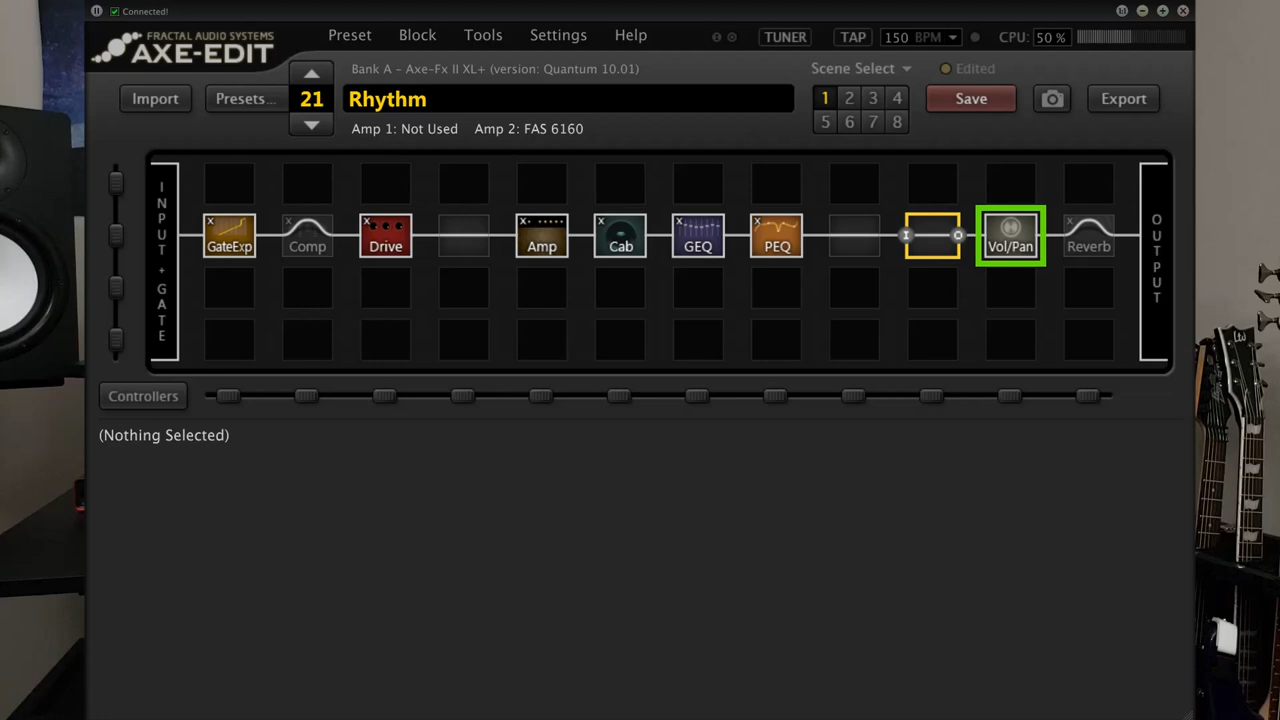 Connected!
FRACTAL AUDIO SYSTEMS
AXE-EDIT
Preset Block Tools Settings Help
TUNER TAP 150 BPM CPU: 50 %
Bank A – Axe-Fx II XL+ (version: Quantum 10.01)
Scene Select Edited
Import Presets... 21 Rhythm
1 2 3 4
5 6 7 8
Save Export
Amp 1: Not Used Amp 2: FAS 6160
INPUT + GATE
GateExp Comp Drive Amp Cab GEQ PEQ Vol/Pan Reverb
OUTPUT
Controllers
(Nothing Selected)